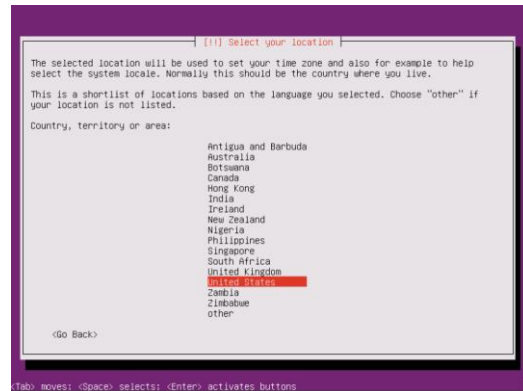 [!!] Select your location
The selected location will be used to set your time zone and also for example to help
select the system locale. Normally this should be the country where you live.
This is a shortlist of locations based on the language you selected. Choose "other" if
your location is not listed.
Country, territory or area:
Antigua and Barbuda
Australia
Botswana
Canada
Hong Kong
India
Ireland
New Zealand
Nigeria
Philippines
Singapore
South Africa
United Kingdom
United States
Zambia
Zimbabwe
other
<Go Back>
<Tab> moves; <Space> selects; <Enter> activates buttons